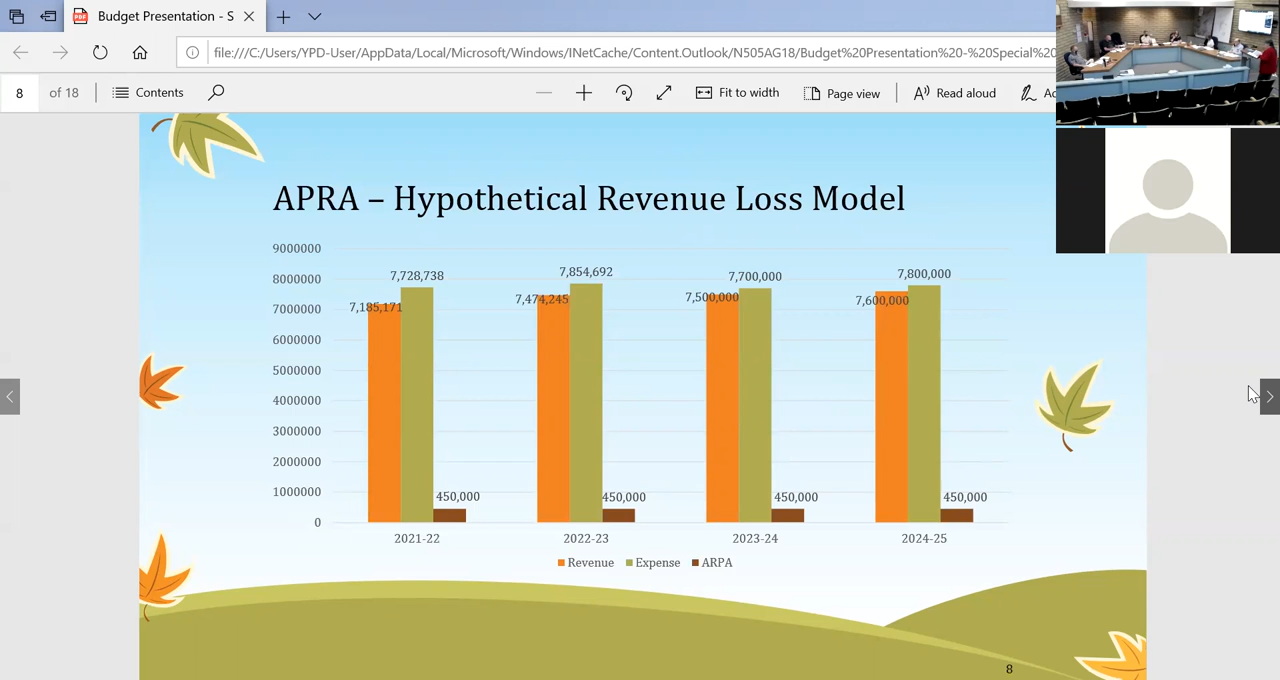 Budget Presentation - S
file:///C:/Users/YPD-User/AppData/Local/Microsoft/Windows/INetCache/Content.Outlook/N505AG18/Budget%20Presentation%20-%20Special%20
8 of 18 Contents Fit to width Page view Read aloud Ac
APRA – Hypothetical Revenue Loss Model
9000000
8000000
7000000
6000000
5000000
4000000
3000000
2000000
1000000
0
7,185,171 7,728,738 450,000
7,474,245 7,854,692 450,000
7,500,000 7,700,000 450,000
7,600,000 7,800,000 450,000
2021-22 2022-23 2023-24 2024-25
Revenue Expense ARPA
8